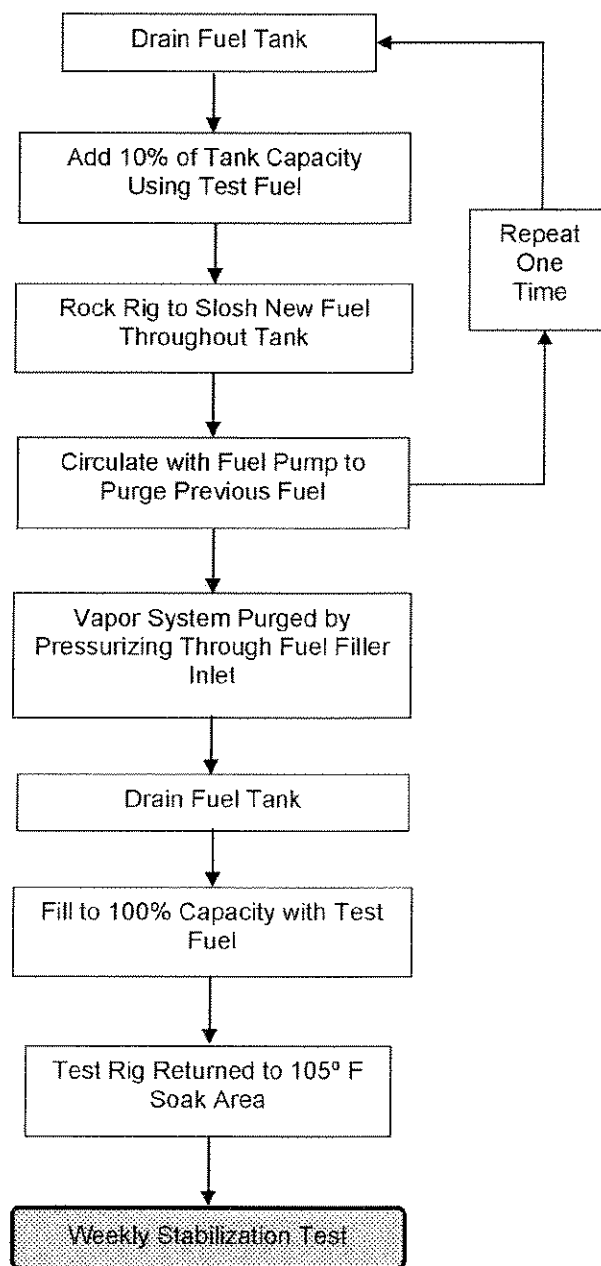 Drain Fuel Tank
Add 10% of Tank Capacity
Using Test Fuel
Repeat
One
Time
Rock Rig to Slosh New Fuel
Throughout Tank
Circulate with Fuel Pump to
Purge Previous Fuel
Vapor System Purged by
Pressurizing Through Fuel Filler
Inlet
Drain Fuel Tank
Fill to 100% Capacity with Test
Fuel
Test Rig Returned to 105º F
Soak Area
Weekly Stabilization Test